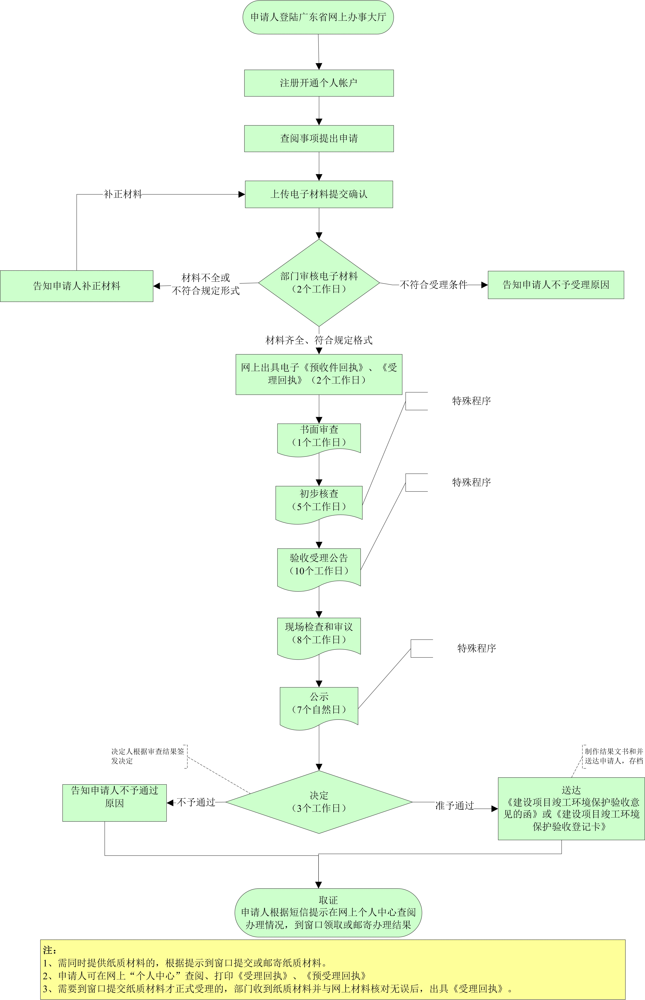 申请人登陆广东省网上办事大厅
注册开通个人帐户
查阅事项提出申请
补正材料
上传电子材料提交确认
告知申请人补正材料
材料不全或
不符合规定形式
部门审核电子材料
（2个工作日）
不符合受理条件
告知申请人不予受理原因
材料齐全、符合规定格式
网上出具电子《预收件回执》、《受
理回执》（2个工作日）
特殊程序
书面审查
（1个工作日）
特殊程序
初步核查
（5个工作日）
验收受理公告
（10个工作日）
现场检查和审议
（8个工作日）
特殊程序
公示
（7个自然日）
决定人根据审查结果签
发决定
制作结果文书和并
送达申请人，存档
告知申请人不予通过
原因
不予通过
决定
（3个工作日）
准予通过
送达
《建设项目竣工环境保护验收意
见的函》或《建设项目竣工环境
保护验收登记卡》
取证
申请人根据短信提示在网上个人中心查阅
办理情况，到窗口领取或邮寄办理结果
注：
1、需同时提供纸质材料的，根据提示到窗口提交或邮寄纸质材料。
2、申请人可在网上“个人中心”查阅、打印《受理回执》、《预受理回执》
3、需要到窗口提交纸质材料才正式受理的，部门收到纸质材料并与网上材料核对无误后，出具《受理回执》。